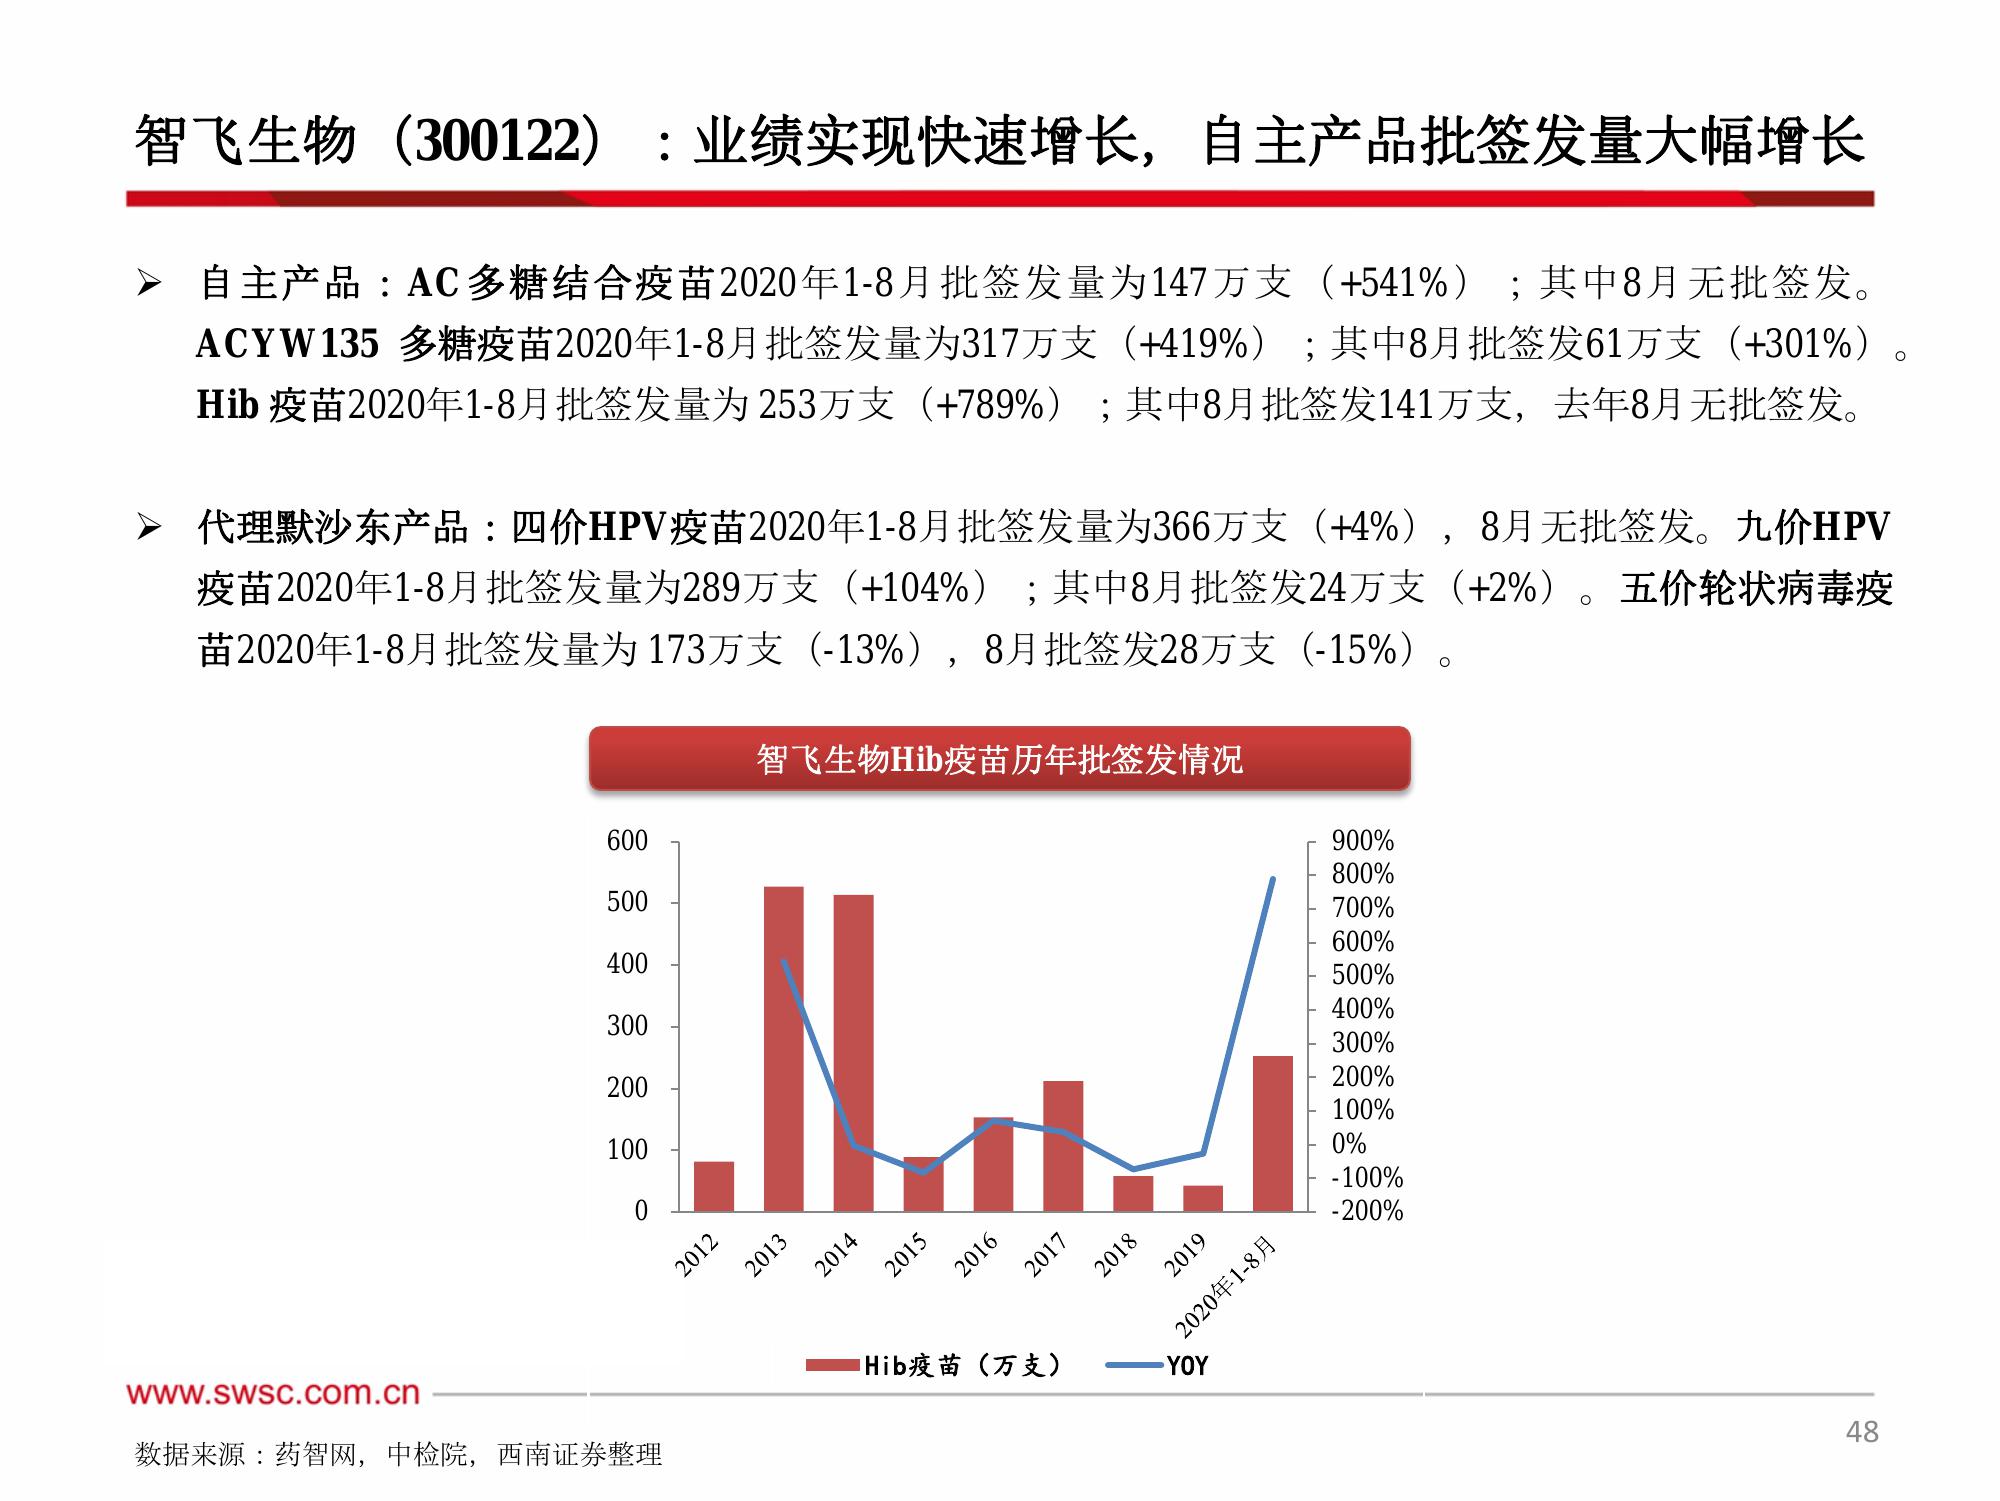 智飞生物（300122）：业绩实现快速增长，自主产品批签发量大幅增长
➢ 自主产品：AC多糖结合疫苗2020年1-8月批签发量为147万支（+541%）；其中8月无批签发。
ACYW135 多糖疫苗2020年1-8月批签发量为317万支（+419%）；其中8月批签发61万支（+301%）。
Hib 疫苗2020年1-8月批签发量为 253万支（+789%）；其中8月批签发141万支，去年8月无批签发。
➢ 代理默沙东产品：四价HPV疫苗2020年1-8月批签发量为366万支（+4%），8月无批签发。九价HPV
疫苗2020年1-8月批签发量为289万支（+104%）；其中8月批签发24万支（+2%）。五价轮状病毒疫
苗2020年1-8月批签发量为 173万支（-13%），8月批签发28万支（-15%）。
智飞生物Hib疫苗历年批签发情况
600
500
400
300
200
100
0
900%
800%
700%
600%
500%
400%
300%
200%
100%
0%
-100%
-200%
2012
2013
2014
2015
2016
2017
2018
2019
2020年1-8月
Hib疫苗（万支）
YOY
www.swsc.com.cn
48
数据来源：药智网，中检院，西南证券整理